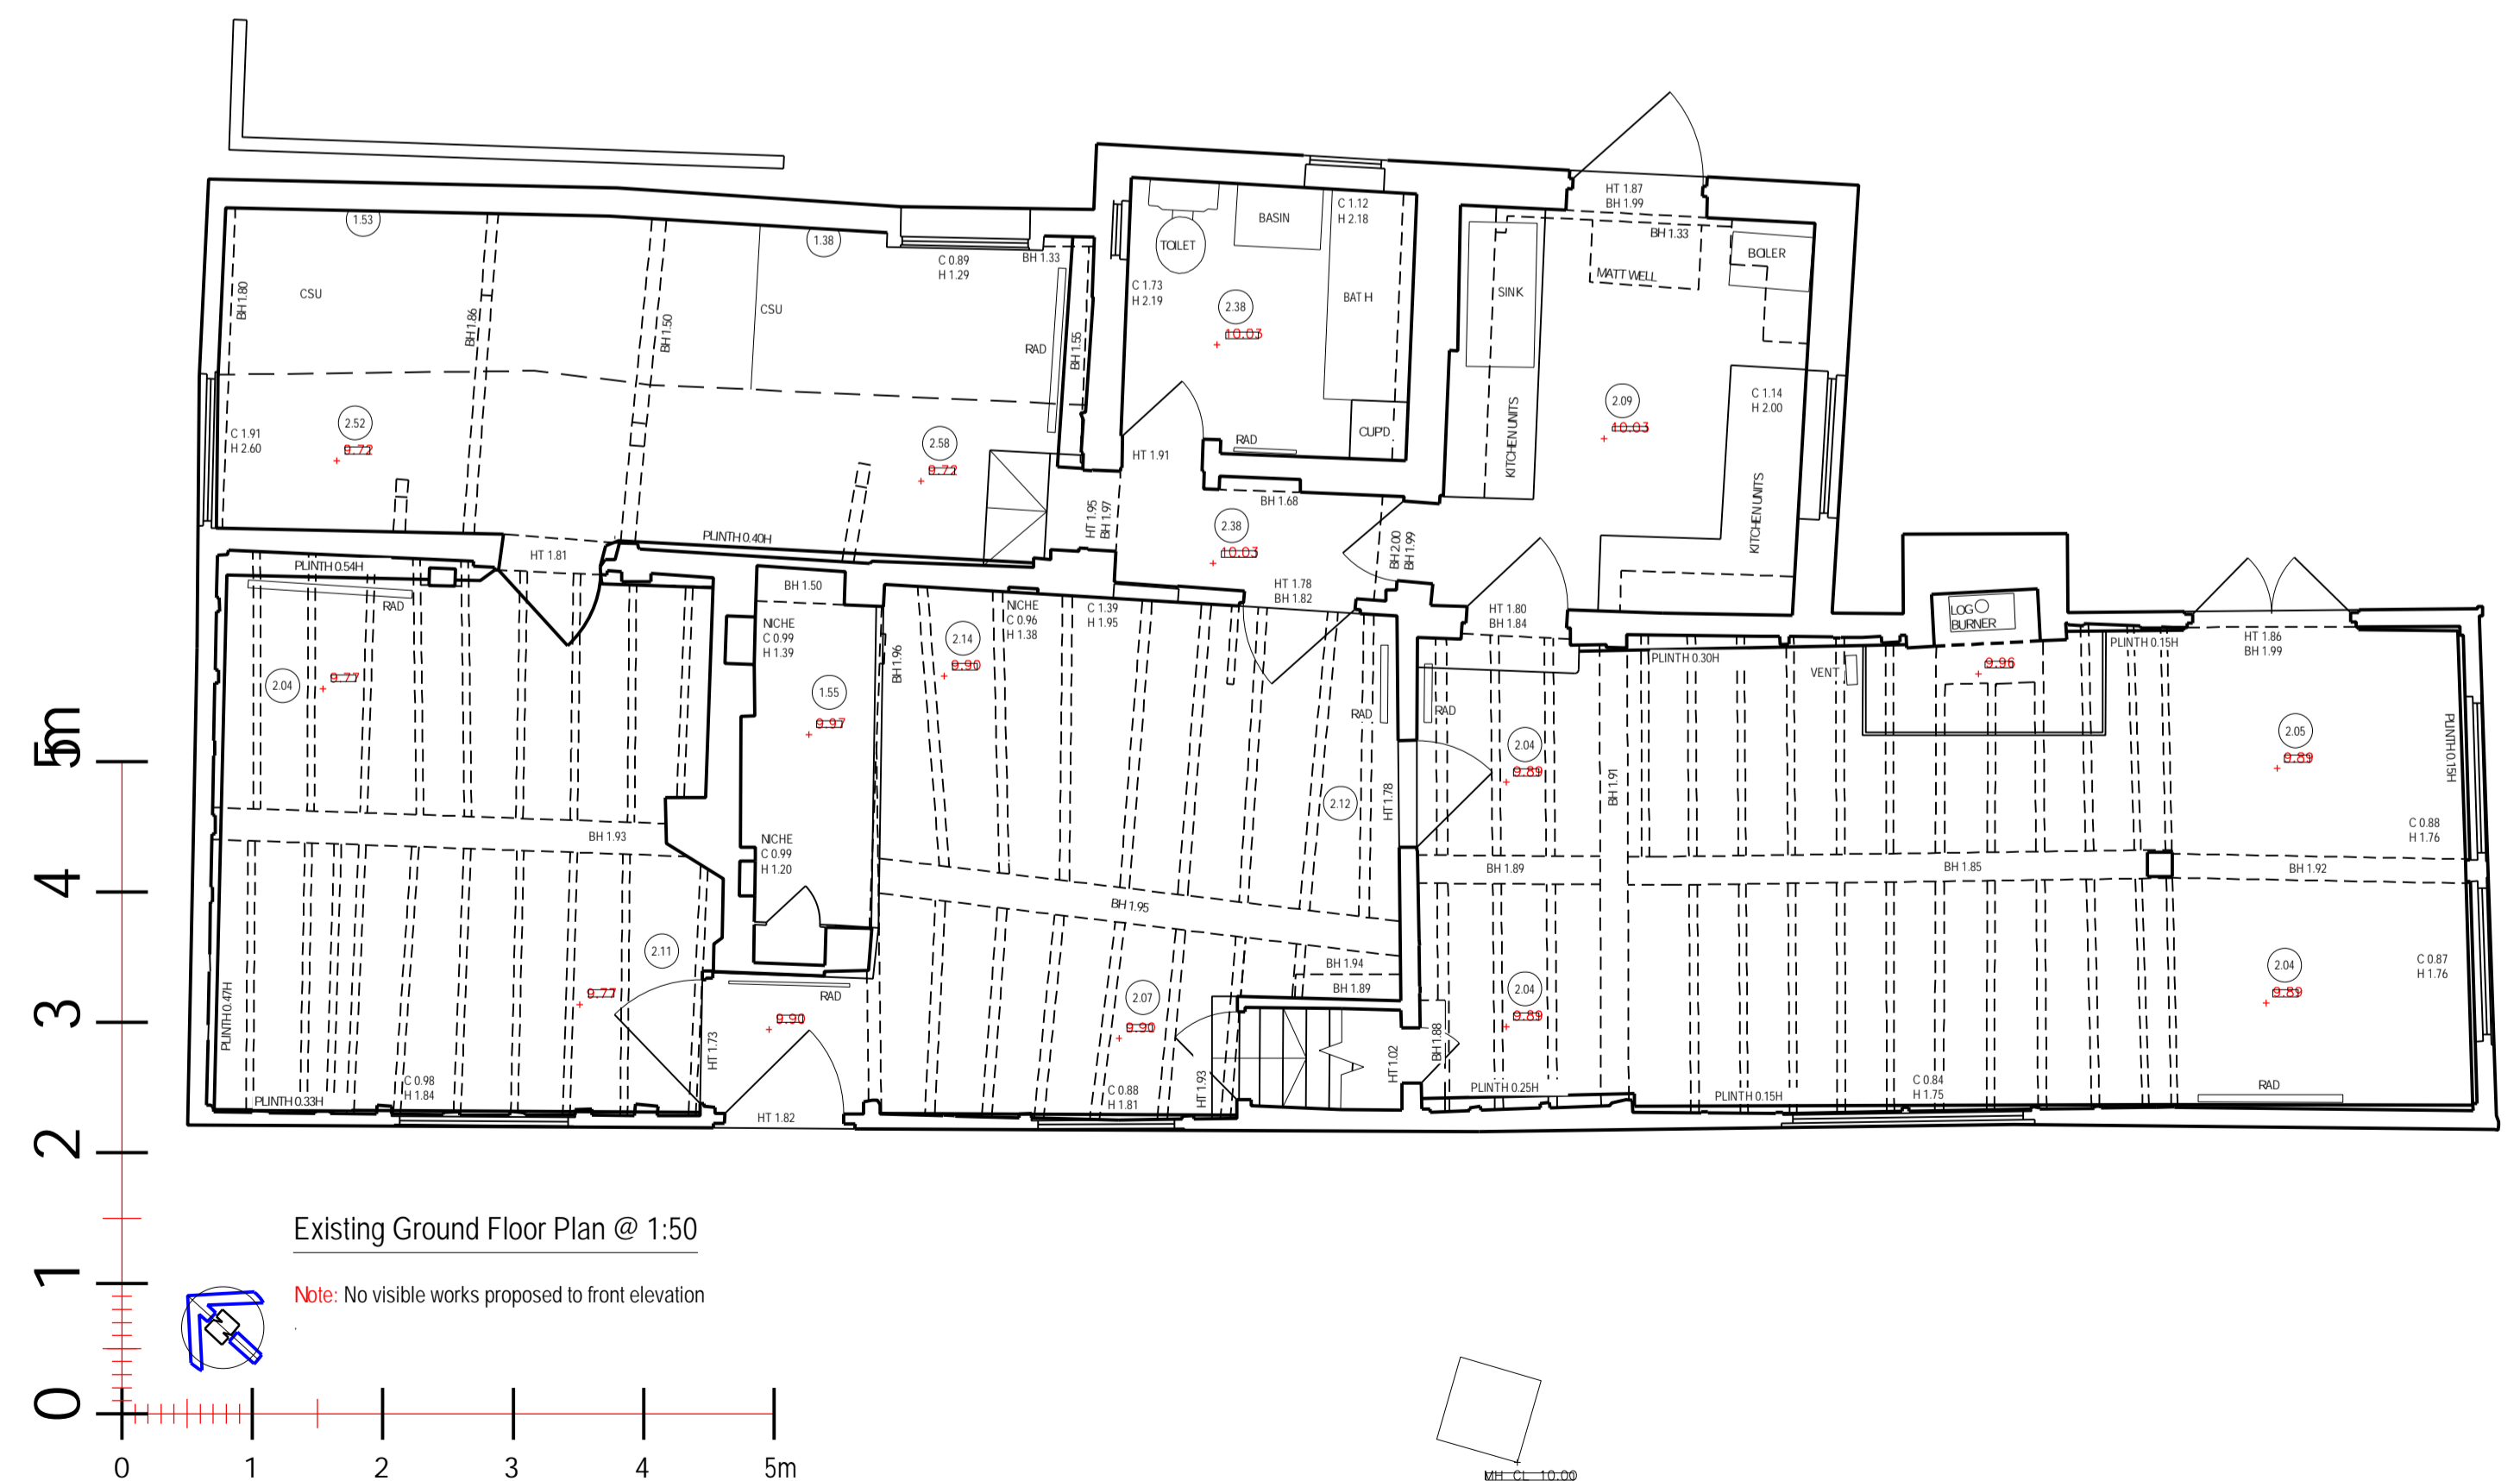 1.53
1.38
CSU
CSU
BH 1.80
BH 1.86
BH 1.50
C 0.89
H 1.29
BH 1.33
RAD
BH 1.55
C 1.91
H 2.60
2.52
9.72
2.58
9.72
TOILET
BASIN
C 1.12
H 2.18
C 1.73
H 2.19
2.38
10.03
BATH
CUP'D
RAD
HT 1.91
HT 1.87
BH 1.99
BH 1.33
MATT WELL
BOILER
SINK
KITCHEN UNITS
2.09
10.03
C 1.14
H 2.00
KITCHEN UNITS
HT 1.95
BH 1.97
BH 1.68
2.38
10.03
BH 2.00
BH 1.99
HT 1.78
BH 1.82
HT 1.80
BH 1.84
PLINTH 0.40H
HT 1.81
PLINTH 0.54H
RAD
2.04
9.77
BH 1.93
2.11
9.77
PLINTH 0.47H
PLINTH 0.33H
C 0.98
H 1.84
BH 1.50
NICHE
C 0.99
H 1.39
1.55
9.97
NICHE
C 0.99
H 1.20
RAD
9.90
HT 1.73
HT 1.82
BH 1.96
2.14
9.90
NICHE
C 0.96
H 1.38
C 1.39
H 1.95
RAD
2.12
HT 1.78
BH 1.95
BH 1.94
BH 1.89
2.07
9.90
C 0.88
H 1.81
HT 1.93
HT 1.02
BH 1.88
RAD
2.04
9.89
BH 1.89
BH 1.91
2.04
9.89
PLINTH 0.25H
PLINTH 0.30H
VENT
LOG
BURNER
9.96
PLINTH 0.15H
HT 1.86
BH 1.99
2.05
9.89
PLINTH 0.15H
C 0.88
H 1.76
BH 1.85
BH 1.92
2.04
9.89
C 0.87
H 1.76
PLINTH 0.15H
C 0.84
H 1.75
RAD
5m
4
3
2
1
0
Existing Ground Floor Plan @ 1:50
Note: No visible works proposed to front elevation
N
0 1 2 3 4 5m
MH CL 10.00